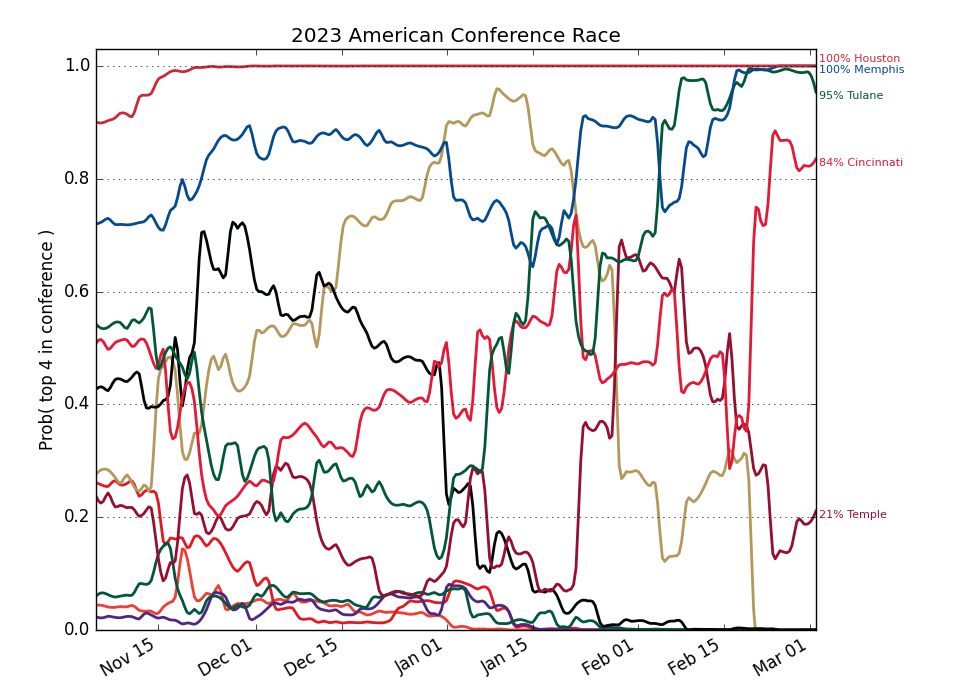 2023 American Conference Race
Prob( top 4 in conference )
1.0
0.8
0.6
0.4
0.2
0.0
100% Houston
100% Memphis
95% Tulane
84% Cincinnati
21% Temple
Nov 15
Dec 01
Dec 15
Jan 01
Jan 15
Feb 01
Feb 15
Mar 01